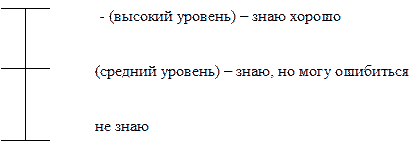 - (высокий уровень) – знаю хорошо
(средний уровень) – знаю, но могу ошибиться
не знаю